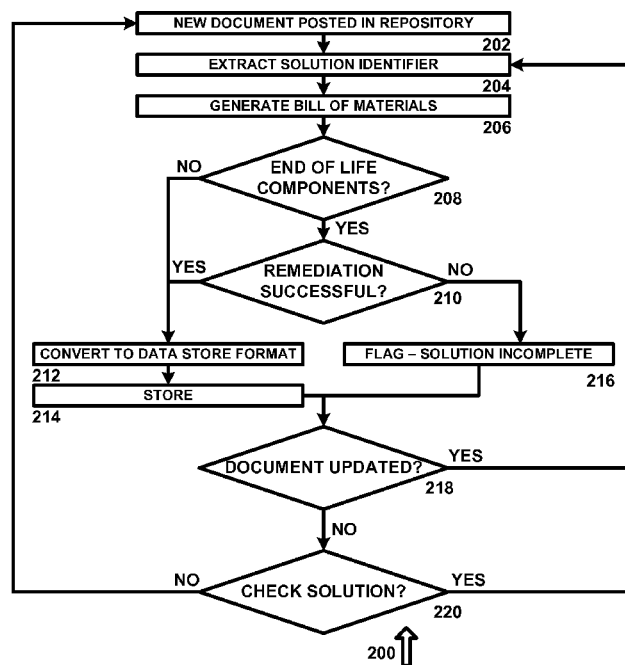 NEW DOCUMENT POSTED IN REPOSITORY
202
EXTRACT SOLUTION IDENTIFIER
204
GENERATE BILL OF MATERIALS
206
NO
END OF LIFE
COMPONENTS?
208
YES
YES
REMEDIATION
SUCCESSFUL?
NO
210
CONVERT TO DATA STORE FORMAT
212
FLAG – SOLUTION INCOMPLETE
216
STORE
214
DOCUMENT UPDATED?
YES
218
NO
NO
CHECK SOLUTION?
YES
220
200